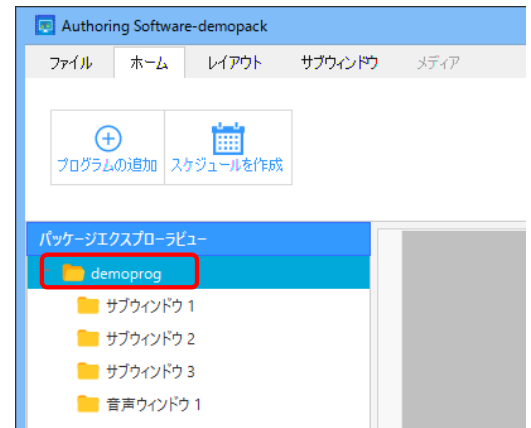 Authoring Software-demopack
ファイル ホーム レイアウト サブウィンドウ メディア
プログラムの追加 スケジュールを作成
パッケージエクスプローラビュー
demoprog
サブウィンドウ 1
サブウィンドウ 2
サブウィンドウ 3
音声ウィンドウ 1